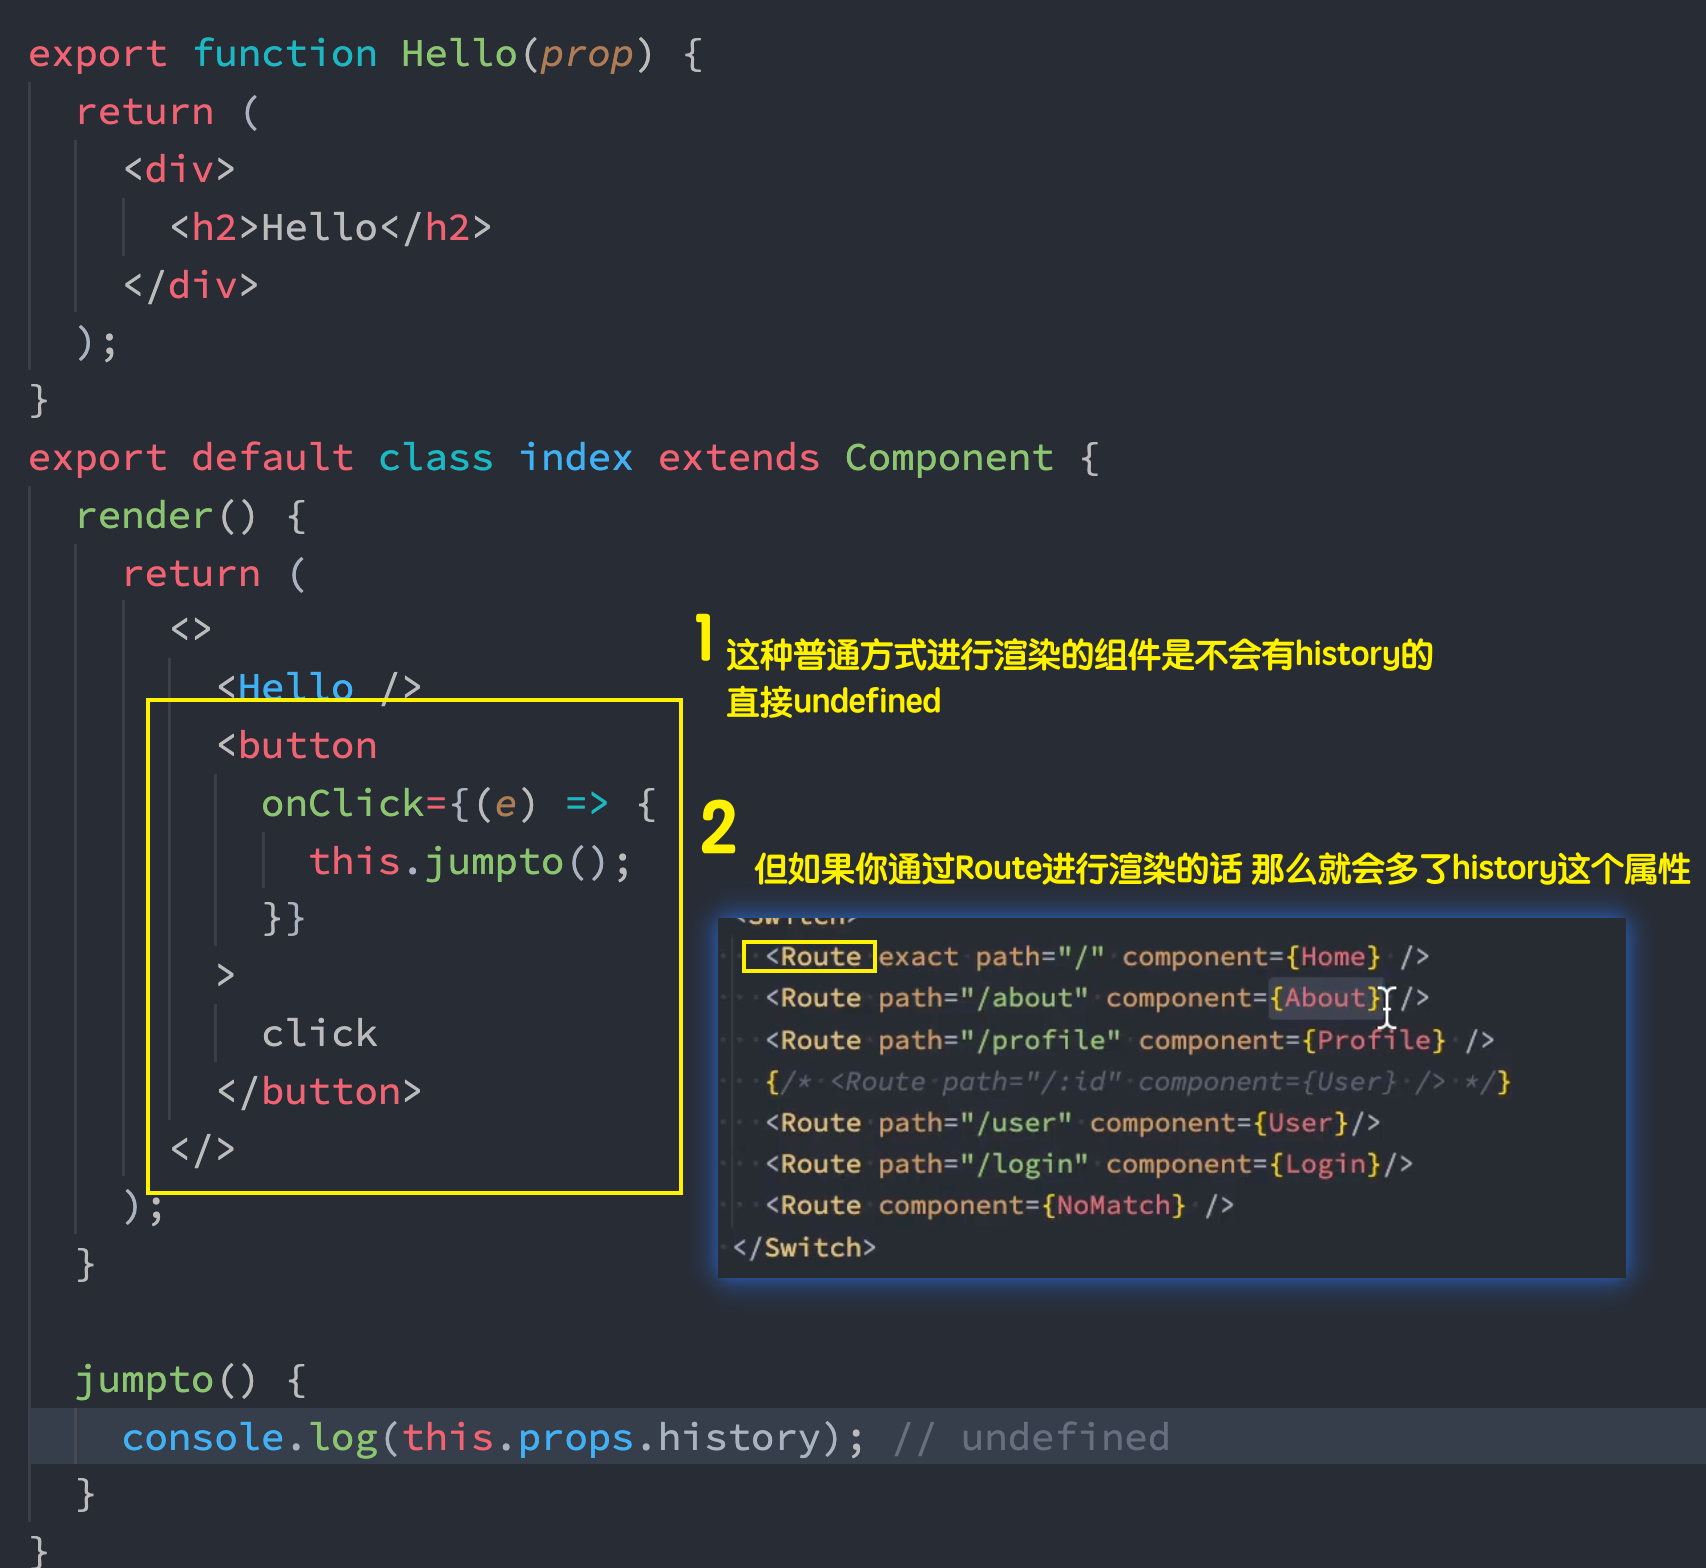 export function Hello(prop) {
return (
<div>
<h2>Hello</h2>
</div>
);
}
export default class index extends Component {
render() {
return (
<>
<Hello />
<button
onClick={(e) => {
this.jumpto();
}}
>
click
</button>
</>
);
}
jumpto() {
console.log(this.props.history); // undefined
}
}
1 这种普通方式进行渲染的组件是不会有history的
直接undefined
2 但如果你通过Route进行渲染的话 那么就会多了history这个属性
<Switch>
<Route exact path="/" component={Home} />
<Route path="/about" component={About} />
<Route path="/profile" component={Profile} />
{/* <Route path="/:id" component={User} /> */}
<Route path="/user" component={User}/>
<Route path="/login" component={Login}/>
<Route component={NoMatch} />
</Switch>